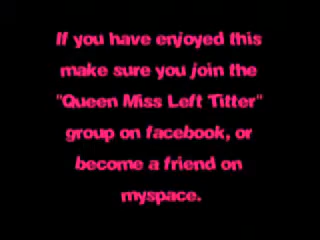 If you have enjoyed this
make sure you join the
"Queen Miss Left Titter"
group on facebook, or
become a friend on
myspace.